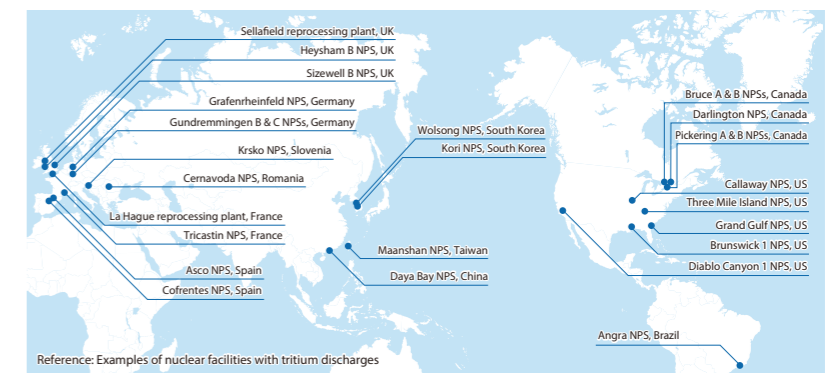 Sellafield reprocessing plant, UK
Heysham B NPS, UK
Sizewell B NPS, UK
Grafenrheinfeld NPS, Germany
Gundremmingen B & C NPSs, Germany
Krsko NPS, Slovenia
Cernavoda NPS, Romania
La Hague reprocessing plant, France
Tricastin NPS, France
Asco NPS, Spain
Cofrentes NPS, Spain
Wolsong NPS, South Korea
Kori NPS, South Korea
Maanshan NPS, Taiwan
Daya Bay NPS, China
Bruce A & B NPSs, Canada
Darlington NPS, Canada
Pickering A & B NPSs, Canada
Callaway NPS, US
Three Mile Island NPS, US
Grand Gulf NPS, US
Brunswick 1 NPS, US
Diablo Canyon 1 NPS, US
Angra NPS, Brazil
Reference: Examples of nuclear facilities with tritium discharges